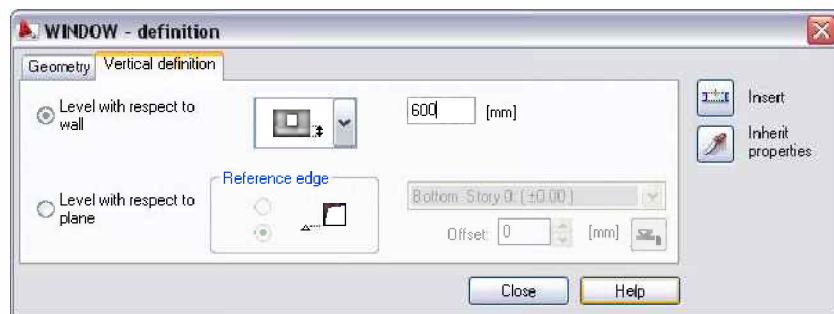 WINDOW - definition
Geometry Vertical definition
Level with respect to wall
600 [mm]
Insert
Inherit properties
Level with respect to plane
Reference edge
Bottom Story 0: ( ±0.00 )
Offset: 0 [mm]
Close Help